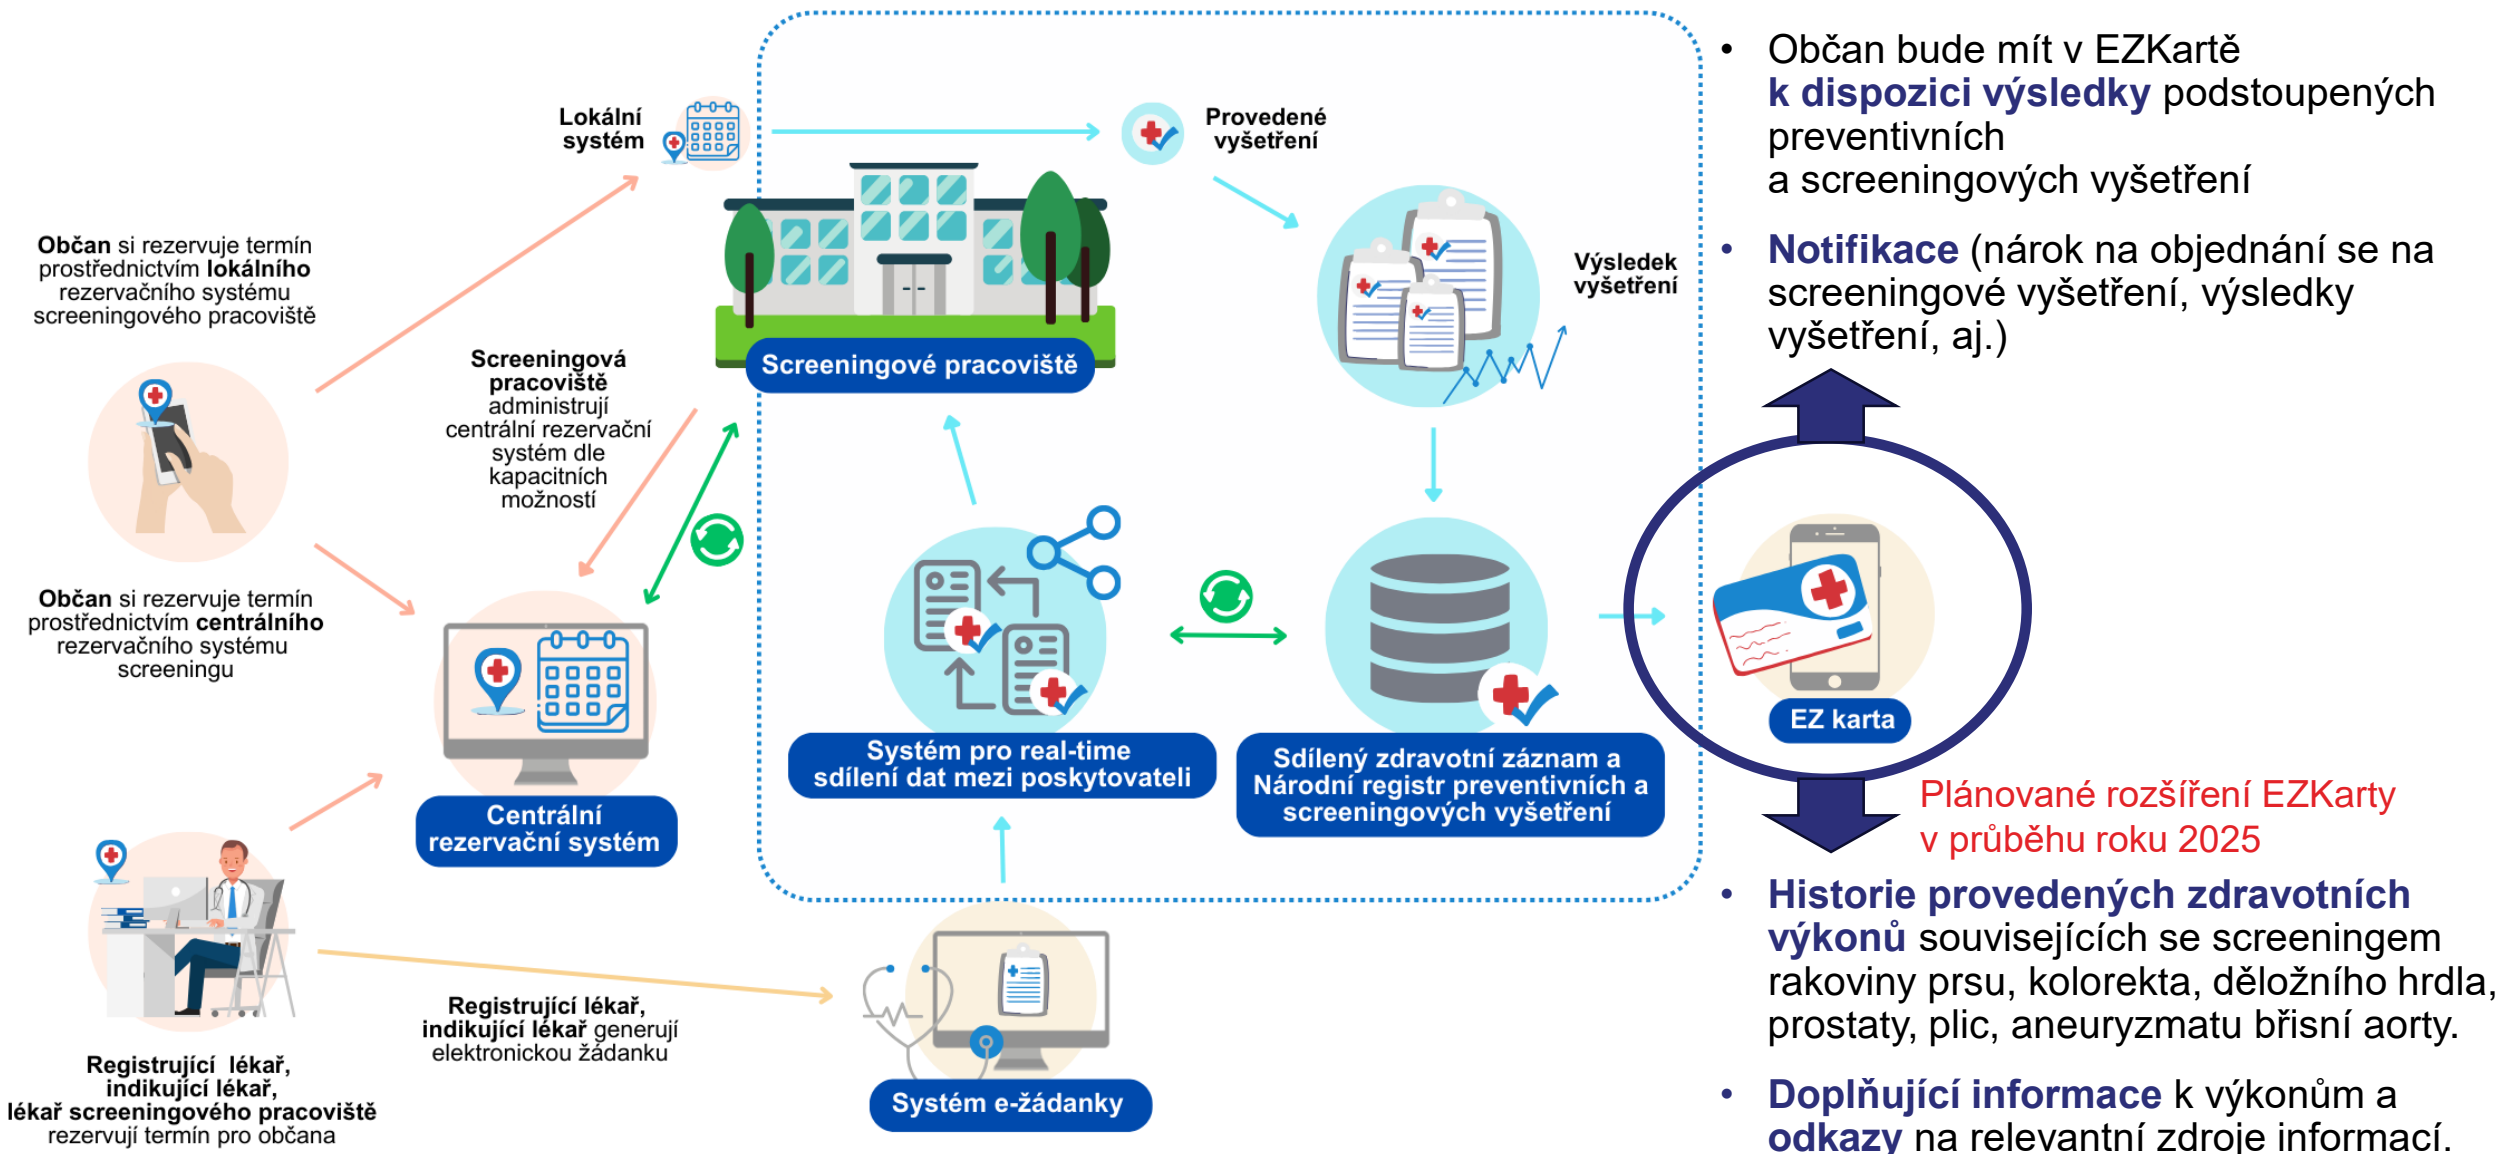 Lokální
systém
Provedené
vyšetření
Občan si rezervuje termín
prostřednictvím lokálního
rezervačního systému
screeningového pracoviště
Výsledek
vyšetření
Screeningové pracoviště
Screeningová
pracoviště
administrují
centrální rezervační
systém dle
kapacitních
možností
Občan si rezervuje termín
prostřednictvím centrálního
rezervačního systému
screeningu
Centrální
rezervační systém
Systém pro real-time
sdílení dat mezi poskytovateli
Sdílený zdravotní záznam a
Národní registr preventivních a
screeningových vyšetření
EZ karta
Registrující lékař,
indikující lékař generují
elektronickou žádanku
Registrující lékař,
indikující lékař,
lékař screeningového pracoviště
rezervují termín pro občana
Systém e-žádanky
• Občan bude mít v EZKartě
k dispozici výsledky podstoupených
preventivních
a screeningových vyšetření
• Notifikace (nárok na objednání se na
screeningové vyšetření, výsledky
vyšetření, aj.)
Plánované rozšíření EZKarty
v průběhu roku 2025
• Historie provedených zdravotních
výkonů souvisejících se screeningem
rakoviny prsu, kolorekta, děložního hrdla,
prostaty, plic, aneuryzmatu břisní aorty.
• Doplňující informace k výkonům a
odkazy na relevantní zdroje informací.